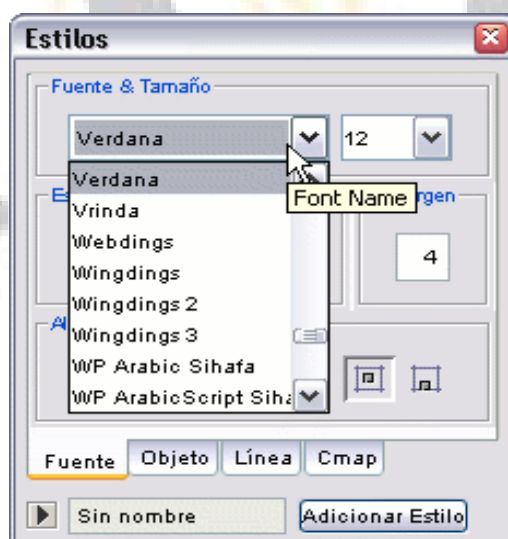 Estilos
Fuente & Tamaño
Verdana 12
Verdana
Font Name
rgen
Vrinda
Webdings
4
Wingdings
Wingdings 2
Wingdings 3
WP Arabic Sihafa
WP ArabicScript Siha
Fuente Objeto Línea Cmap
Sin nombre Adicionar Estilo